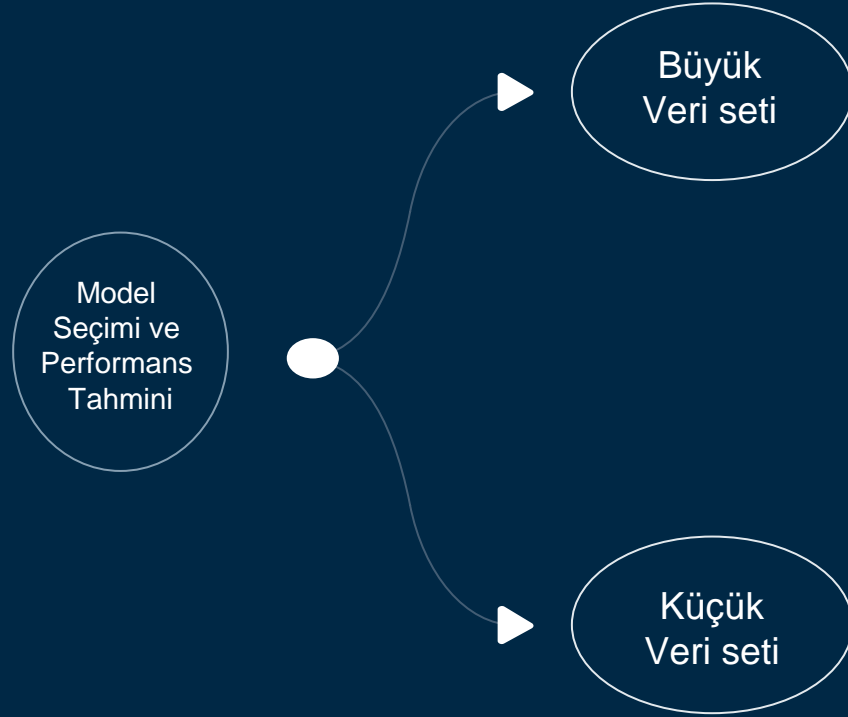 Büyük
Veri seti
Model
Seçimi ve
Performans
Tahmini
Küçük
Veri seti